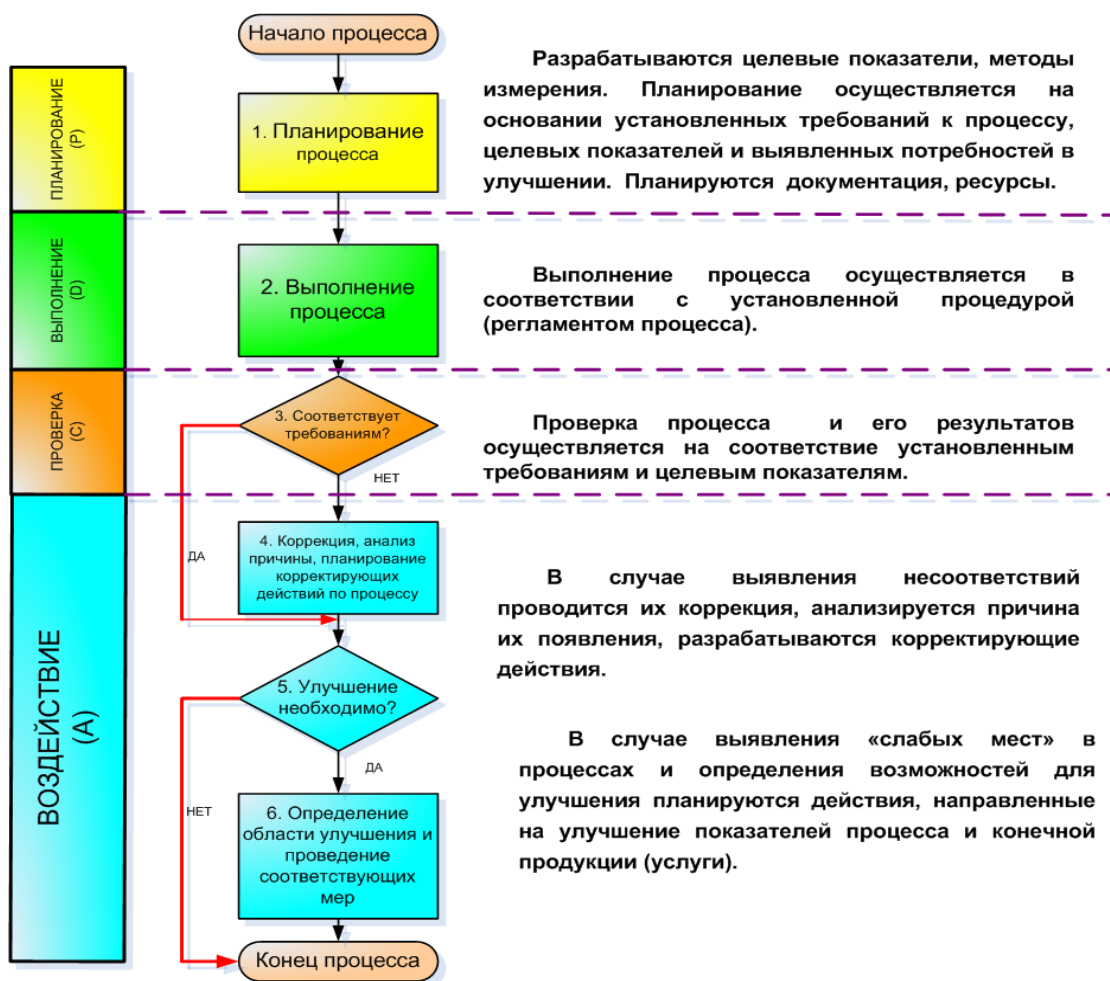 Начало процесса
ПЛАНИРОВАНИЕ
(P)
1. Планирование
процесса
Разрабатываются целевые показатели, методы
измерения. Планирование осуществляется на
основании установленных требований к процессу,
целевых показателей и выявленных потребностей в
улучшении. Планируются документация, ресурсы.
ВЫПОЛНЕНИЕ
(D)
2. Выполнение
процесса
Выполнение процесса осуществляется в
соответствии с установленной процедурой
(регламентом процесса).
ПРОВЕРКА
(C)
3. Соответствует
требованиям?
НЕТ
ДА
Проверка процесса и его результатов
осуществляется на соответствие установленным
требованиям и целевым показателям.
ВОЗДЕЙСТВИЕ
(A)
4. Коррекция, анализ
причины, планирование
корректирующих
действий по процессу
В случае выявления несоответствий
проводится их коррекция, анализируется причина
их появления, разрабатываются корректирующие
действия.
5. Улучшение
необходимо?
ДА
НЕТ
6. Определение
области улучшения и
проведение
соответствующих
мер
В случае выявления «слабых мест» в
процессах и определения возможностей для
улучшения планируются действия, направленные
на улучшение показателей процесса и конечной
продукции (услуги).
Конец процесса